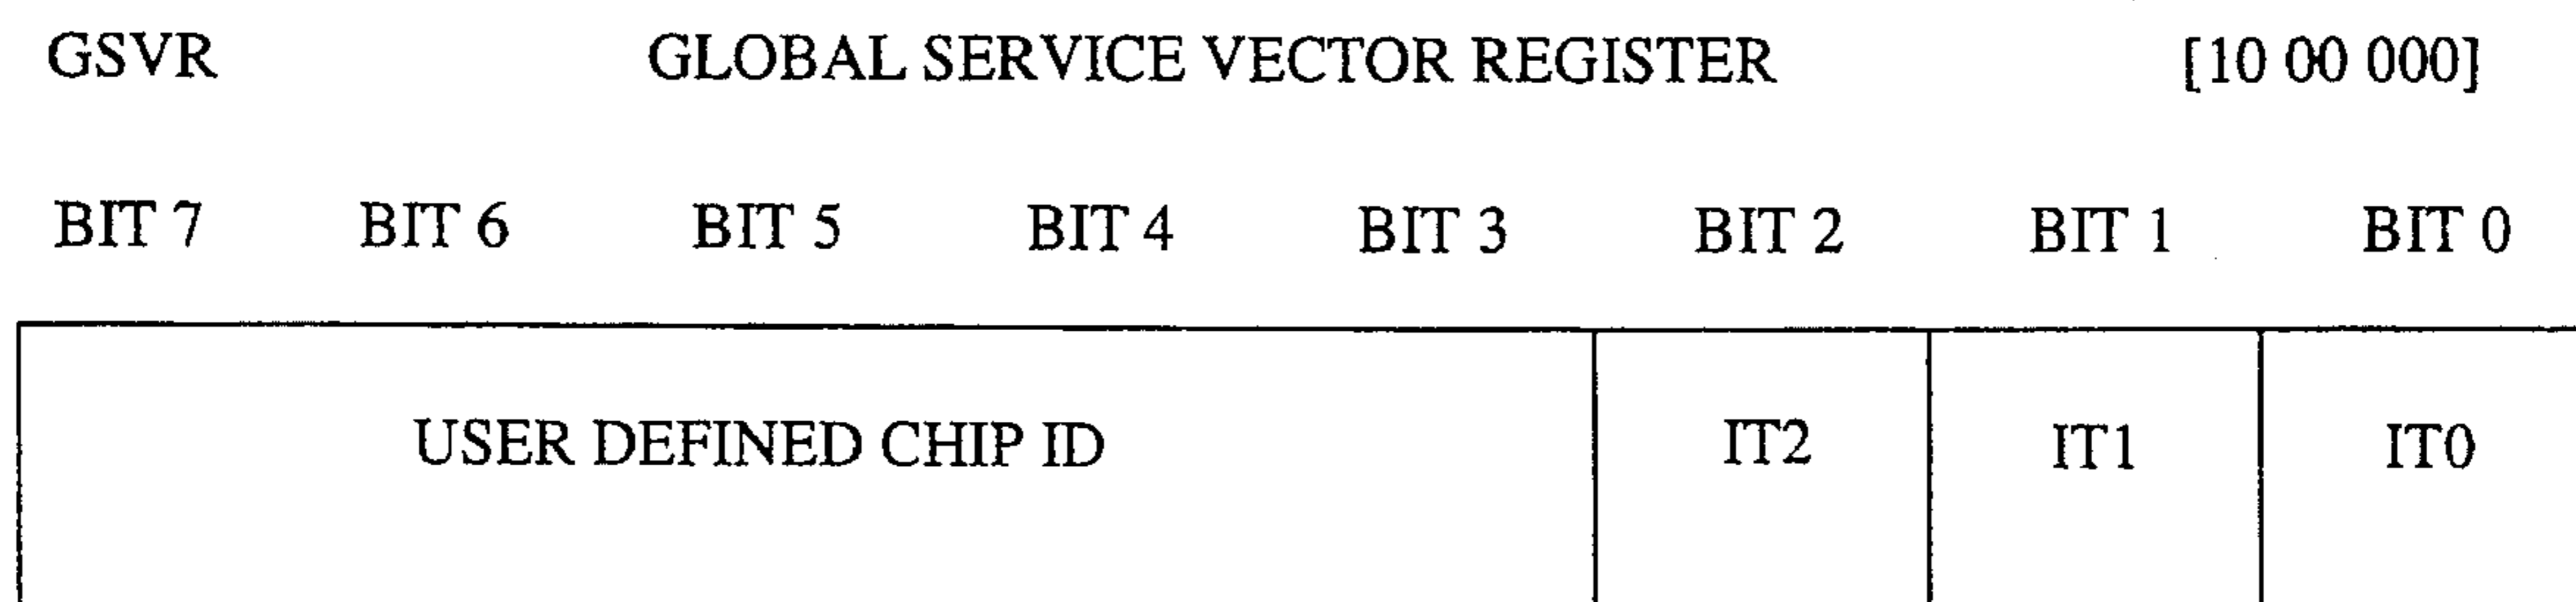 GSVR GLOBAL SERVICE VECTOR REGISTER [10 00 000]
BIT 7 BIT 6 BIT 5 BIT 4 BIT 3 BIT 2 BIT 1 BIT 0
USER DEFINED CHIP ID IT2 IT1 IT0